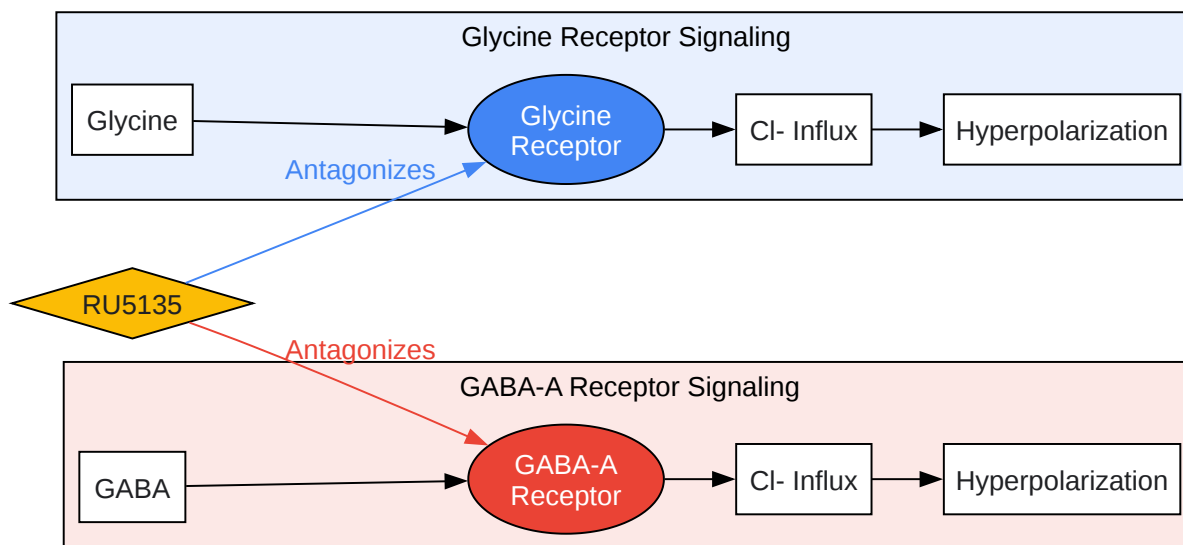 Glycine Receptor Signaling
Glycine
Glycine
Receptor
Cl- Influx
Hyperpolarization
Antagonizes
RU5135
Antagonizes
GABA-A Receptor Signaling
GABA
GABA-A
Receptor
Cl- Influx
Hyperpolarization